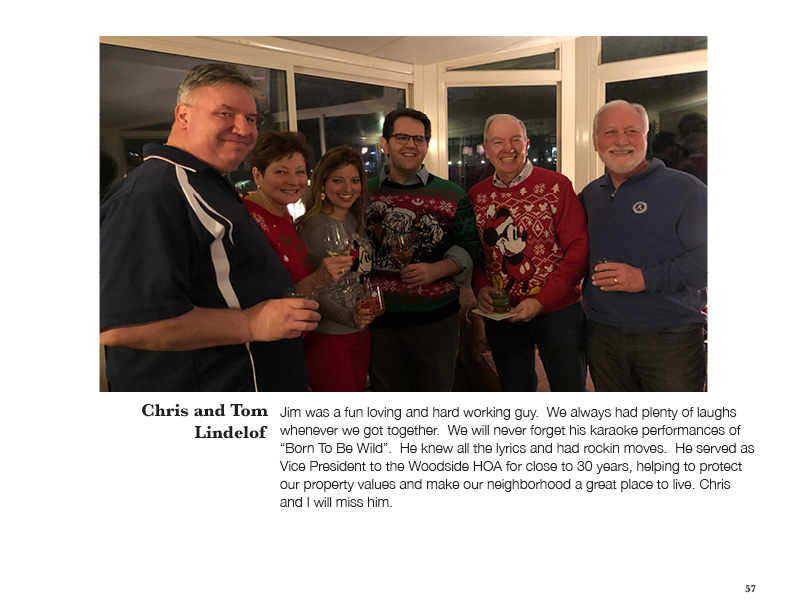 Chris and Tom
Lindelof
Jim was a fun loving and hard working guy.  We always had plenty of laughs
whenever we got together.  We will never forget his karaoke performances of
“Born To Be Wild”.  He knew all the lyrics and had rockin moves.  He served as
Vice President to the Woodside HOA for close to 30 years, helping to protect
our property values and make our neighborhood a great place to live. Chris
and I will miss him.
57